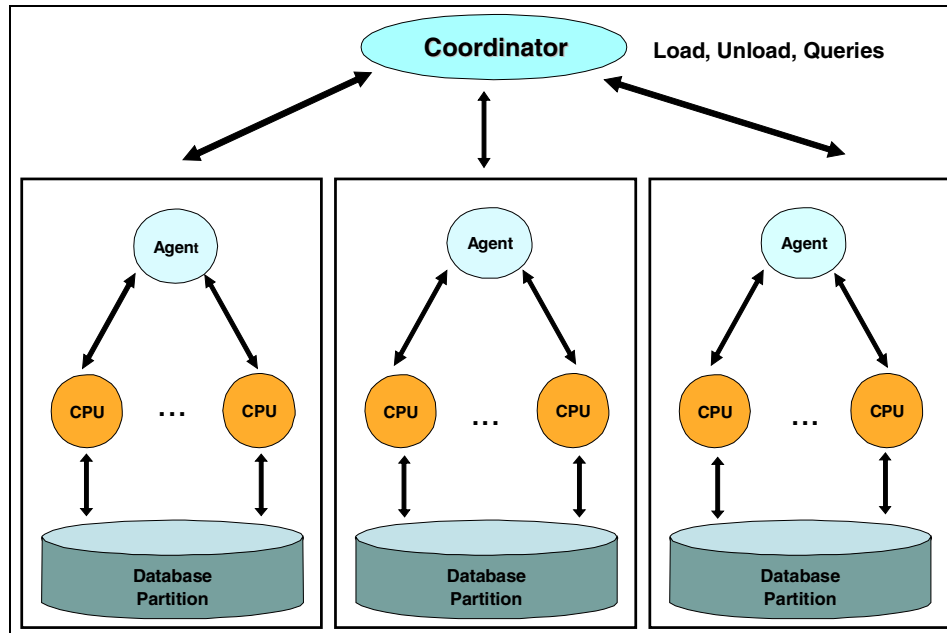 Coordinator
Load, Unload, Queries
Agent
Agent
Agent
CPU
...
CPU
CPU
...
CPU
CPU
...
CPU
Database
Partition
Database
Partition
Database
Partition